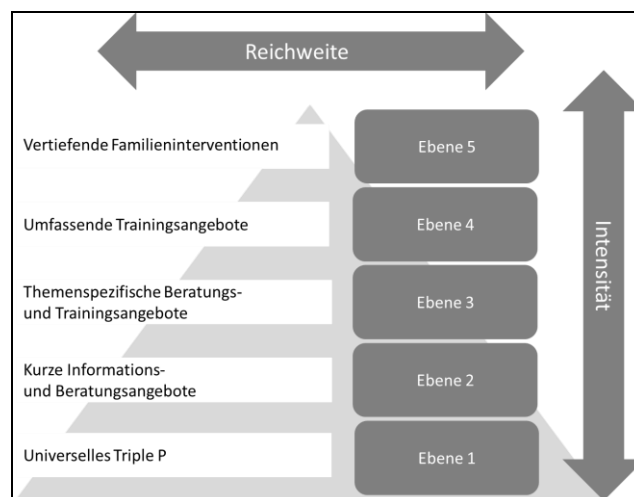 Reichweite
Vertiefende Familieninterventionen
Ebene 5
Umfassende Trainingsangebote
Ebene 4
Themenspezifische Beratungs-
und Trainingsangebote
Ebene 3
Kurze Informations-
und Beratungsangebote
Ebene 2
Universelles Triple P
Ebene 1
Intensität